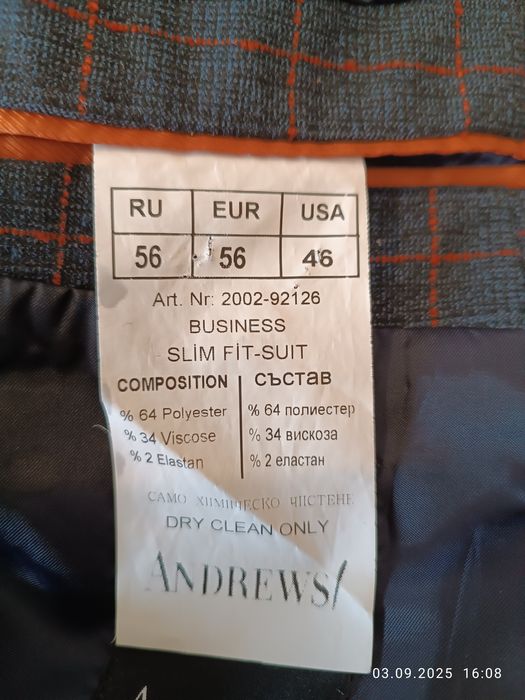 RU EUR USA
56 56 46
Art. Nr: 2002-92126
BUSINESS
SLİM FİT-SUIT
COMPOSITION | СЪСТАВ
% 64 Polyester % 64 полиестер
% 34 Viscose % 34 вискоза
% 2 Elastan % 2 еластан
САМО ХИМИЧЕСКО ЧИСТЕНЕ
DRY CLEAN ONLY
ANDREWS/
03.09.2025 16:08